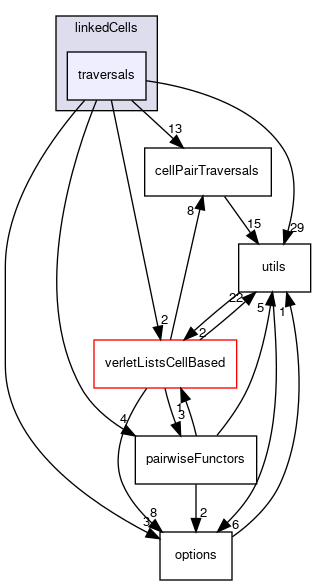 linkedCells
traversals
13
cellPairTraversals
8
15
29
utils
22
2
2
5
1
verletListsCellBased
1
3
4
pairwiseFunctors
8
2
3
6
options